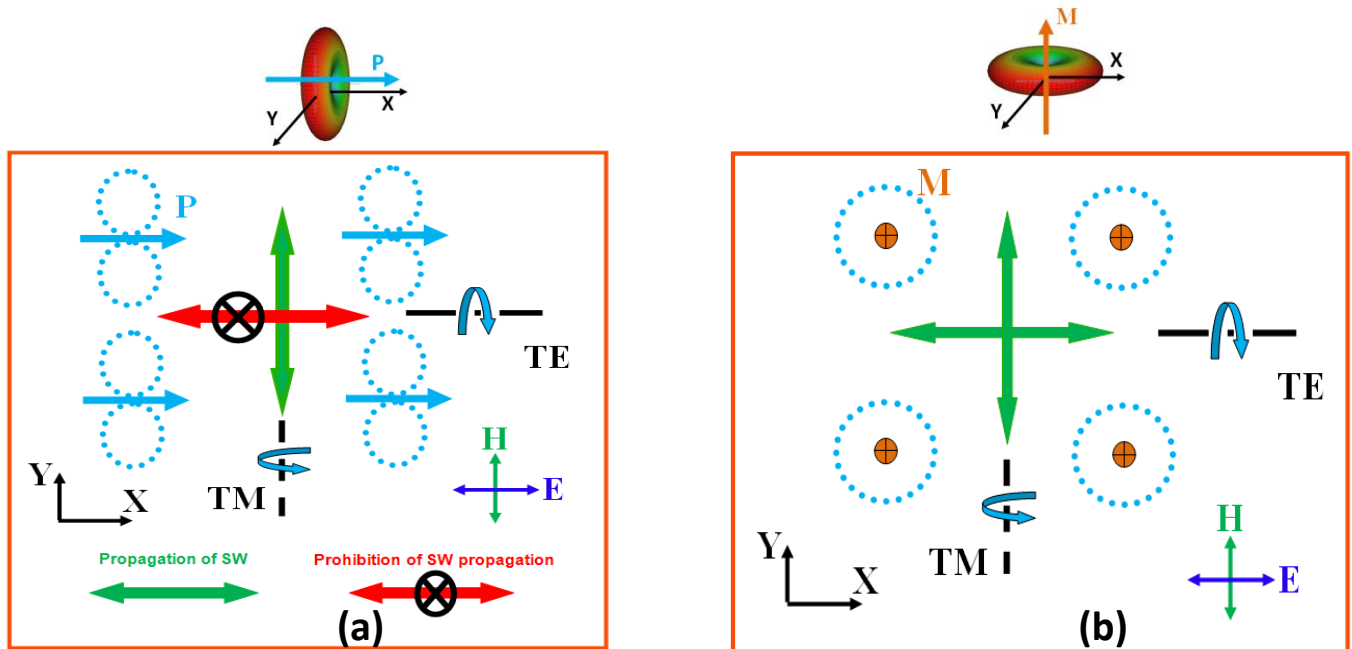 P
X
Y
P
TE
H
E
Y
X
TM
Propagation of SW
Prohibition of SW propagation
(a)
M
X
Y
M
TE
H
E
Y
X
TM
(b)